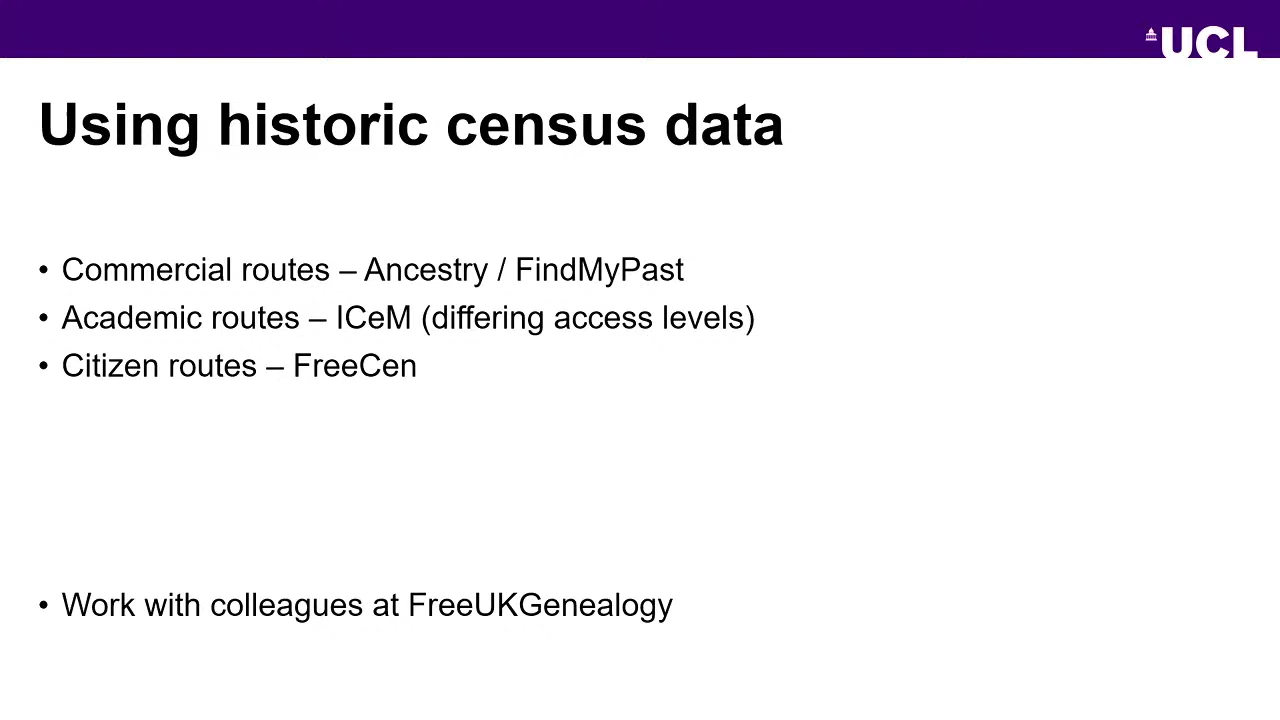 UCL
Using historic census data
• Commercial routes – Ancestry / FindMyPast
• Academic routes – ICeM (differing access levels)
• Citizen routes – FreeCen
• Work with colleagues at FreeUKGenealogy